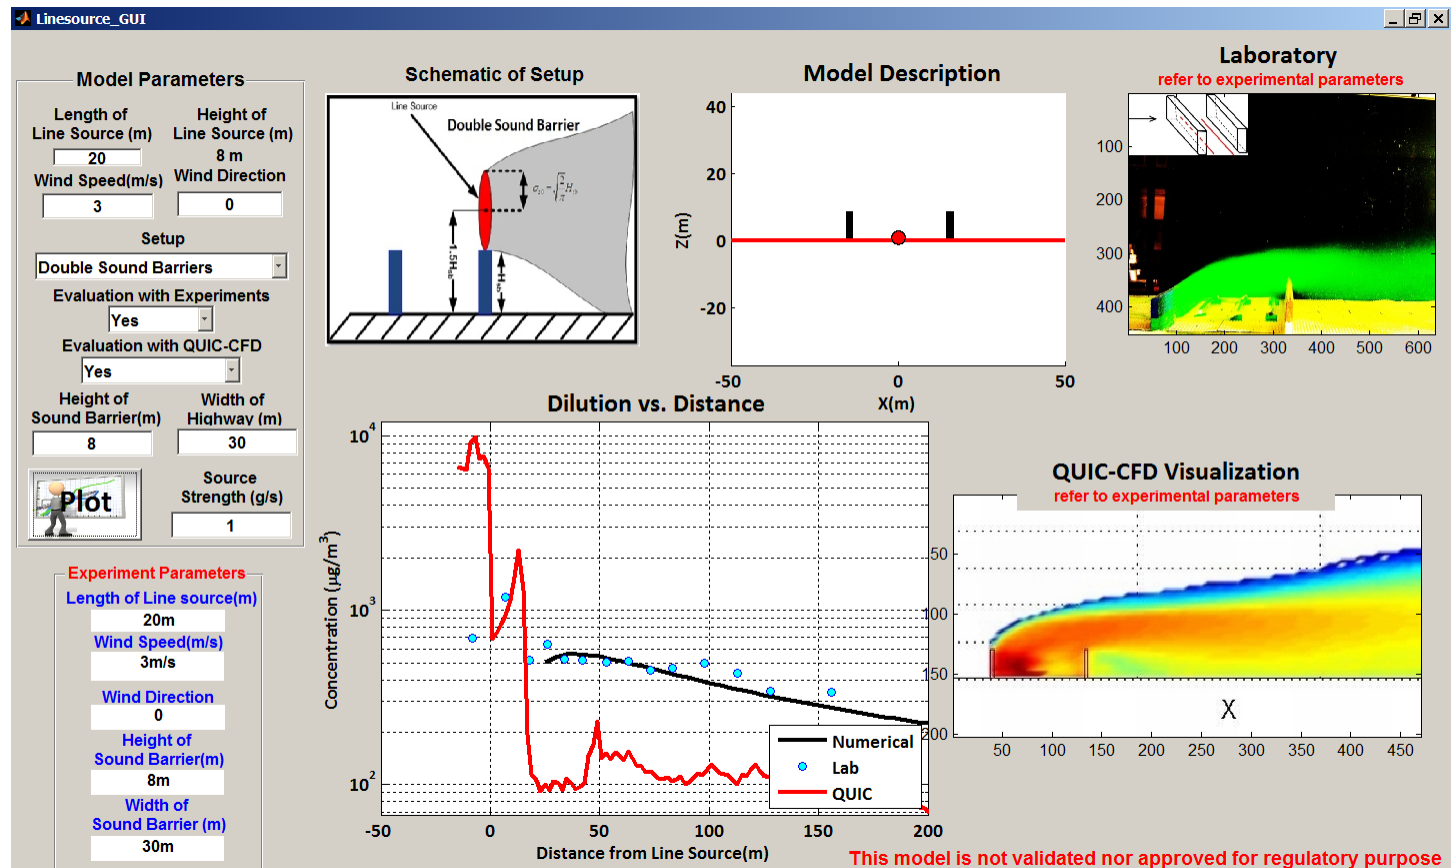 Linesource_GUI
Model Parameters
Length of
Line Source (m)
20
Height of
Line Source (m)
8 m
Wind Speed(m/s)
3
Wind Direction
0
Setup
Double Sound Barriers
Evaluation with Experiments
Yes
Evaluation with QUIC-CFD
Yes
Height of
Sound Barrier(m)
8
Width of
Highway (m)
30
Plot
Source
Strength (g/s)
1
Experiment Parameters
Length of Line source(m)
20m
Wind Speed(m/s)
3m/s
Wind Direction
0
Height of
Sound Barrier(m)
8m
Width of
Sound Barrier (m)
30m
Schematic of Setup
Line Source
Double Sound Barrier
1.5H_sb
H_sb
Model Description
Z(m)
40
20
0
-20
-50
0
50
X(m)
Laboratory
refer to experimental parameters
100
200
300
400
100
200
300
400
500
600
Dilution vs. Distance
Concentration (µg/m³)
10⁴
10³
10²
-50
0
50
100
150
200
Distance from Line Source(m)
Numerical
Lab
QUIC
QUIC-CFD Visualization
refer to experimental parameters
50
100
150
200
X
50
100
150
200
250
300
350
400
450
This model is not validated nor approved for regulatory purpose